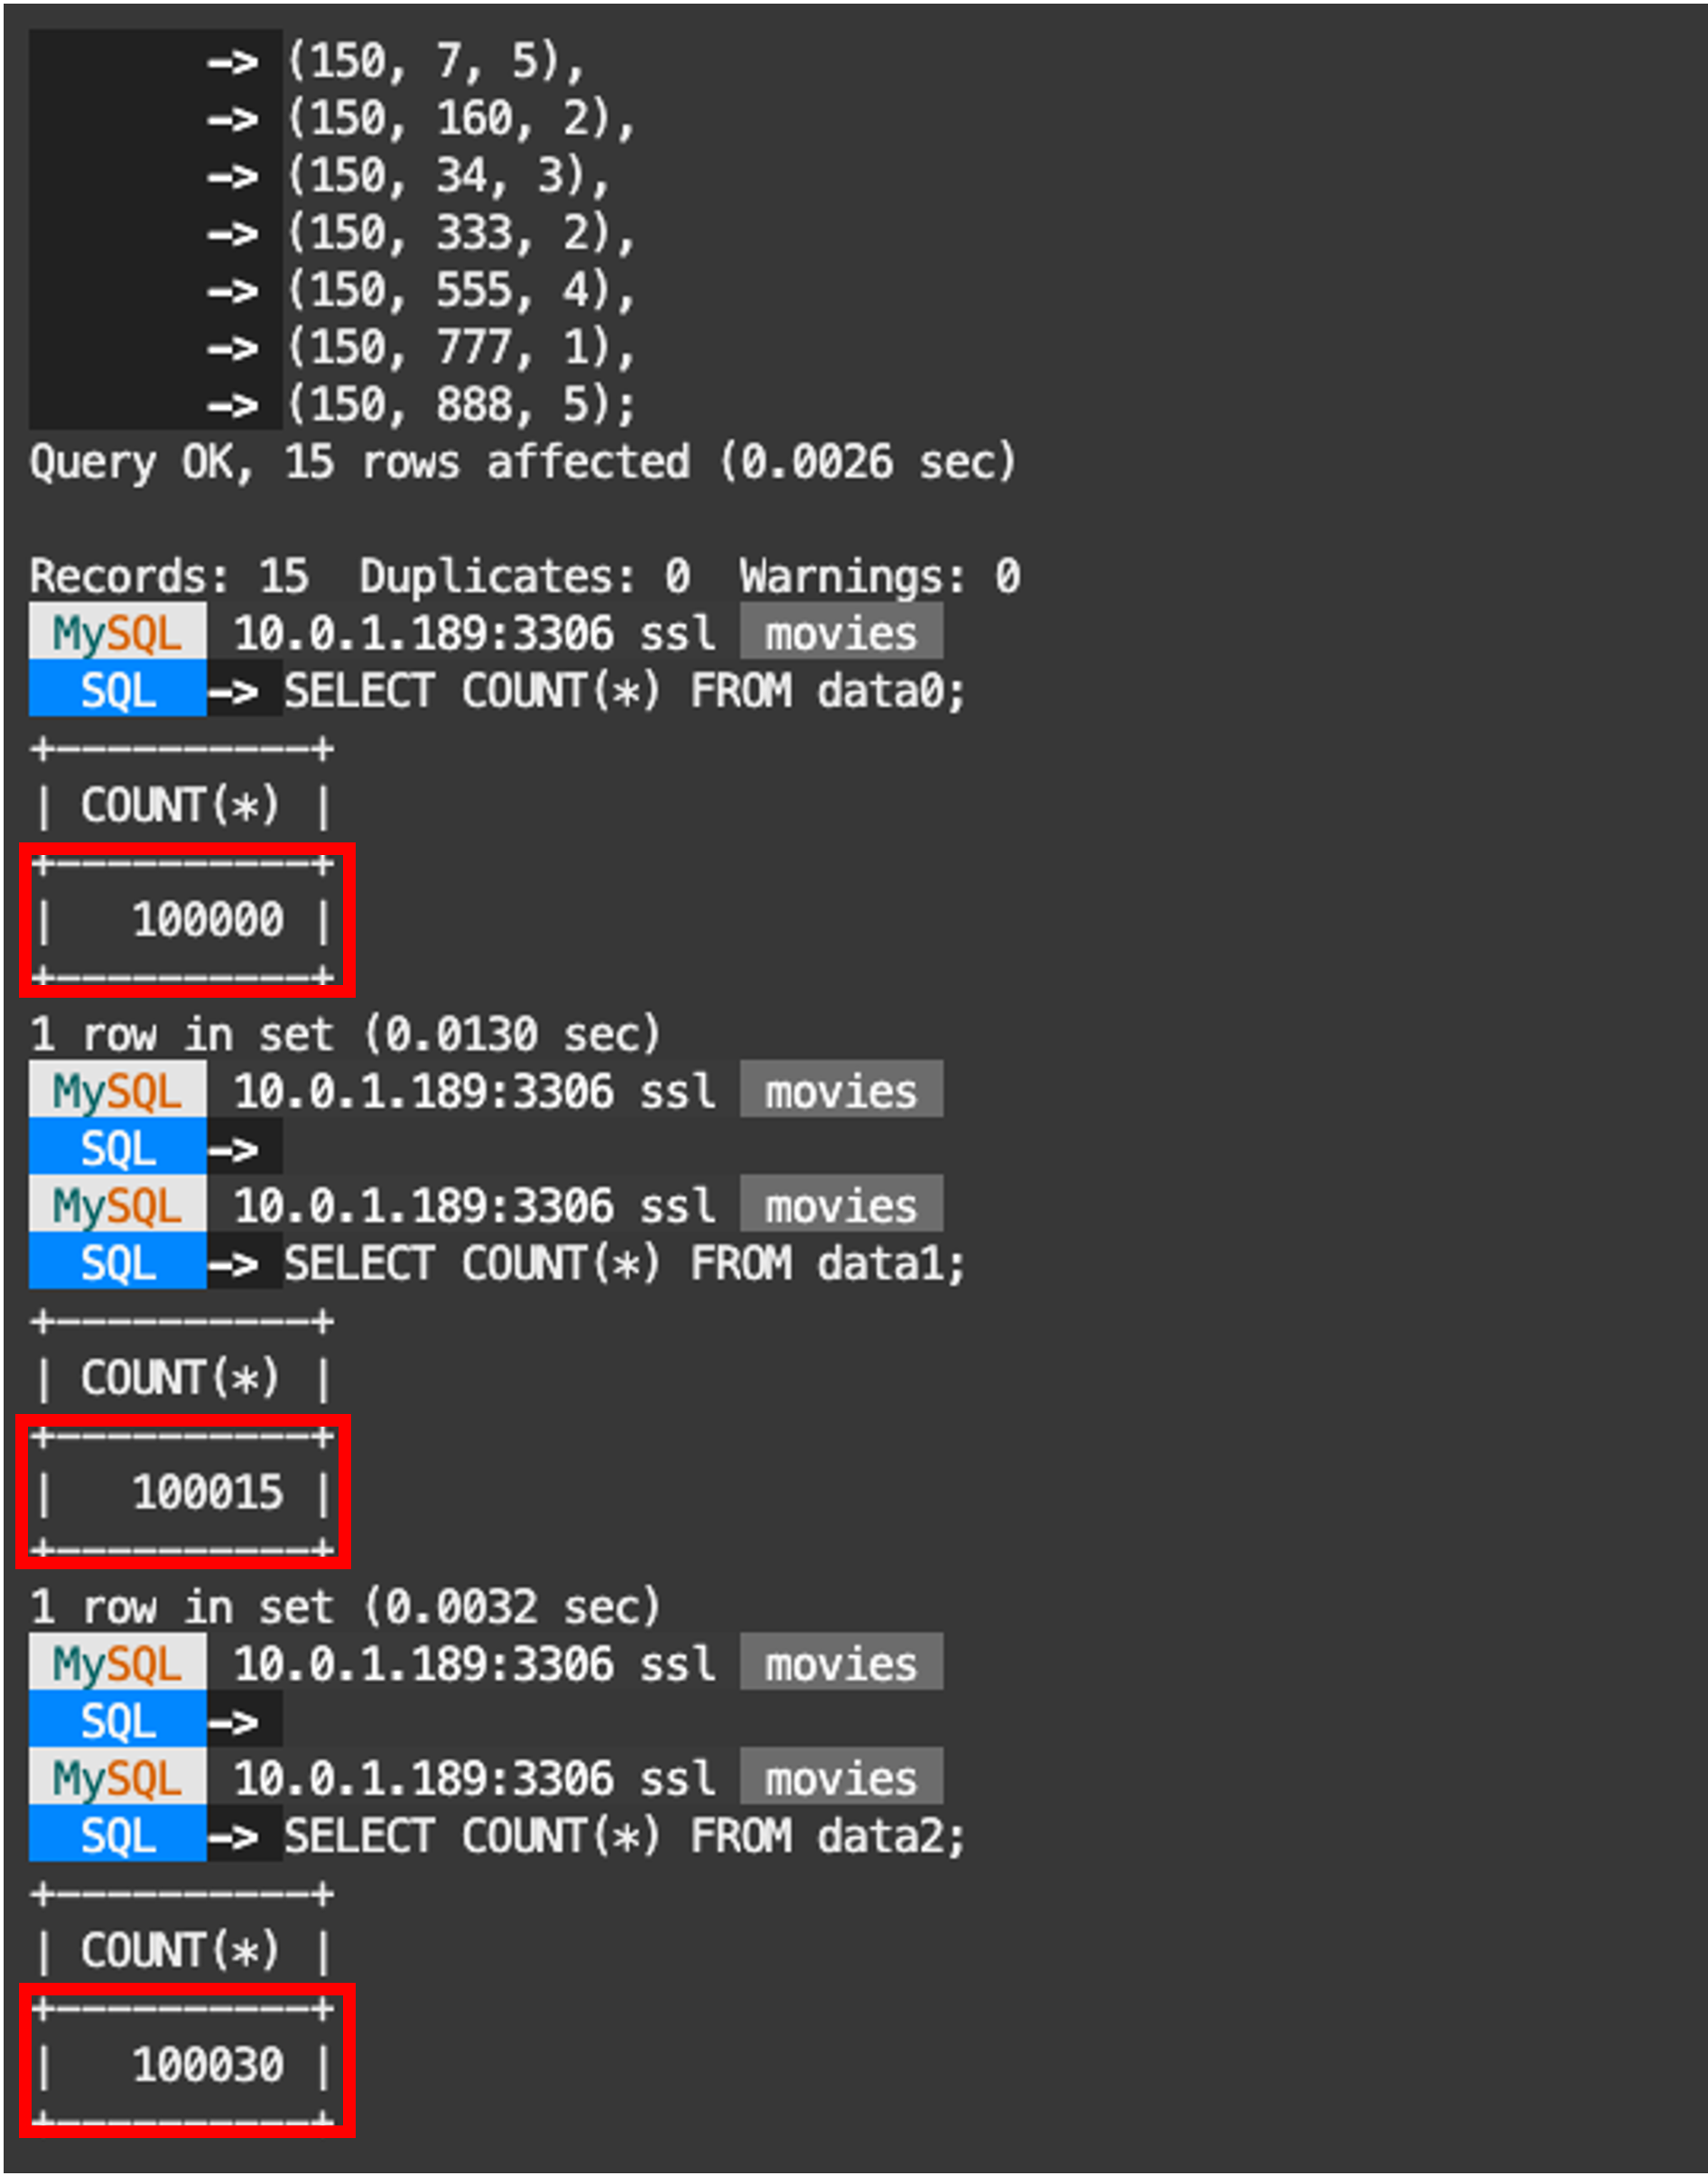 -> (150, 7, 5),
-> (150, 160, 2),
-> (150, 34, 3),
-> (150, 333, 2),
-> (150, 555, 4),
-> (150, 777, 1),
-> (150, 888, 5);
Query OK, 15 rows affected (0.0026 sec)
Records: 15  Duplicates: 0  Warnings: 0
MySQL 10.0.1.189:3306 ssl movies
SQL -> SELECT COUNT(*) FROM data0;
+----------+
| COUNT(*) |
+----------+
|   100000 |
+----------+
1 row in set (0.0130 sec)
MySQL 10.0.1.189:3306 ssl movies
SQL ->
MySQL 10.0.1.189:3306 ssl movies
SQL -> SELECT COUNT(*) FROM data1;
+----------+
| COUNT(*) |
+----------+
|   100015 |
+----------+
1 row in set (0.0032 sec)
MySQL 10.0.1.189:3306 ssl movies
SQL ->
MySQL 10.0.1.189:3306 ssl movies
SQL -> SELECT COUNT(*) FROM data2;
+----------+
| COUNT(*) |
+----------+
|   100030 |
+----------+